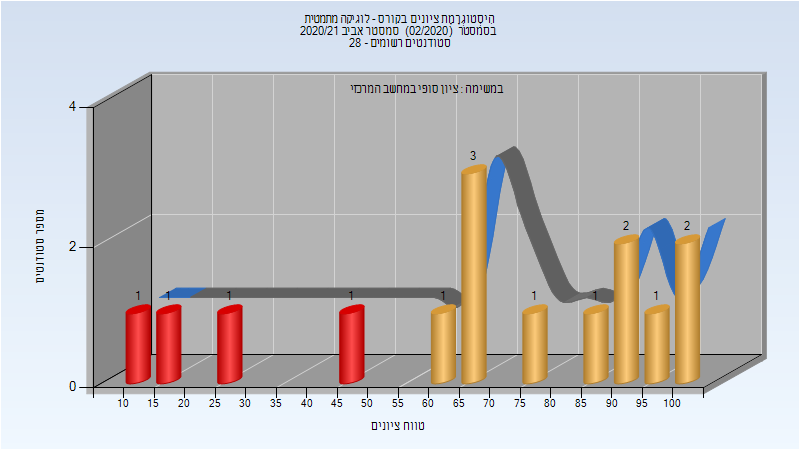 היסטוגרמת ציונים בקורס - לוגיקה מתמטית
בסמסטר (02/2020) סמסטר אביב 2020/21
סטודנטים רשומים - 28
במשימה : ציון סופי במחשב המרכזי
מספר סטודנטים
4
2
0
1
1
1
1
1
3
1
1
2
1
2
10 15 20 25 30 35 40 45 50 55 60 65 70 75 80 85 90 95 100
טווח ציונים